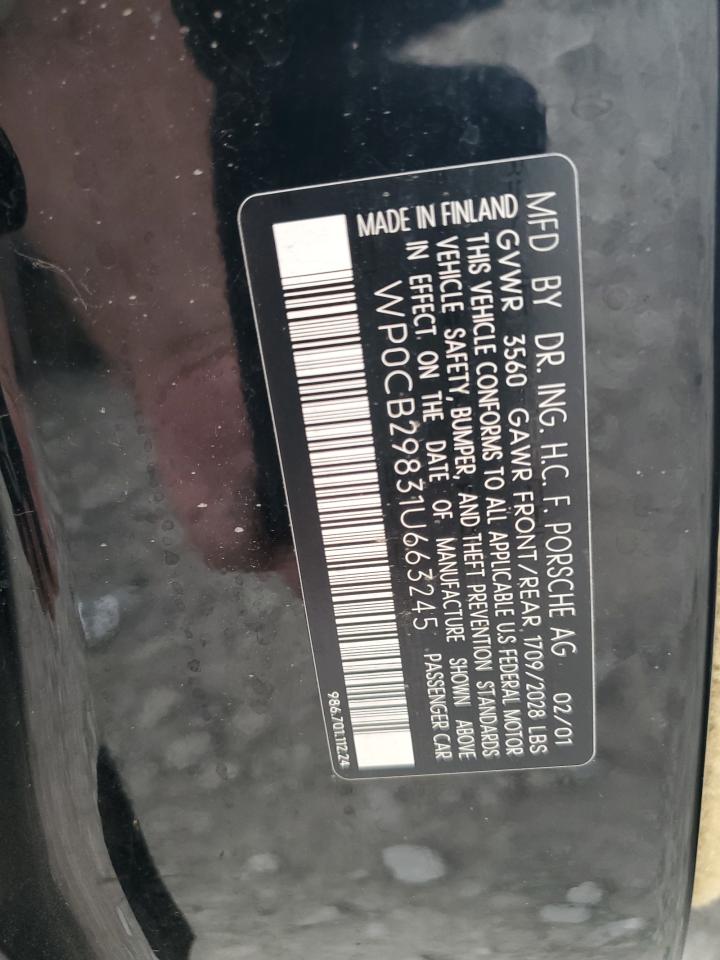 MFD BY DR. ING. H.C. F. PORSCHE AG 02/01
GVWR 3560 GAWR FRONT/REAR 1709/2028 LBS
THIS VEHICLE CONFORMS TO ALL APPLICABLE U.S FEDERAL MOTOR
VEHICLE SAFETY, BUMPER, AND THEFT PREVENTION STANDARDS
IN EFFECT ON THE DATE OF MANUFACTURE SHOWN ABOVE
MADE IN FINLAND
WP0CB29831U663245 PASSENGER CAR
986.701.112.24